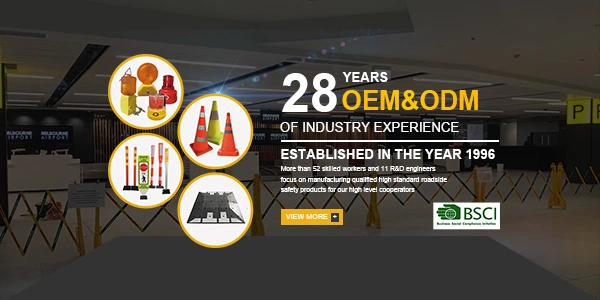 28 YEARS
OEM&ODM
OF INDUSTRY EXPERIENCE
ESTABLISHED IN THE YEAR 1996
More than 52 skilled workers and 11 R&D engineers
focus on manufacturing qualified high standard roadside
safety products for our high level cooperators
VIEW MORE +
BSCI
Business Social Compliance Initiative
MELBOURNE
AIRPORT
P